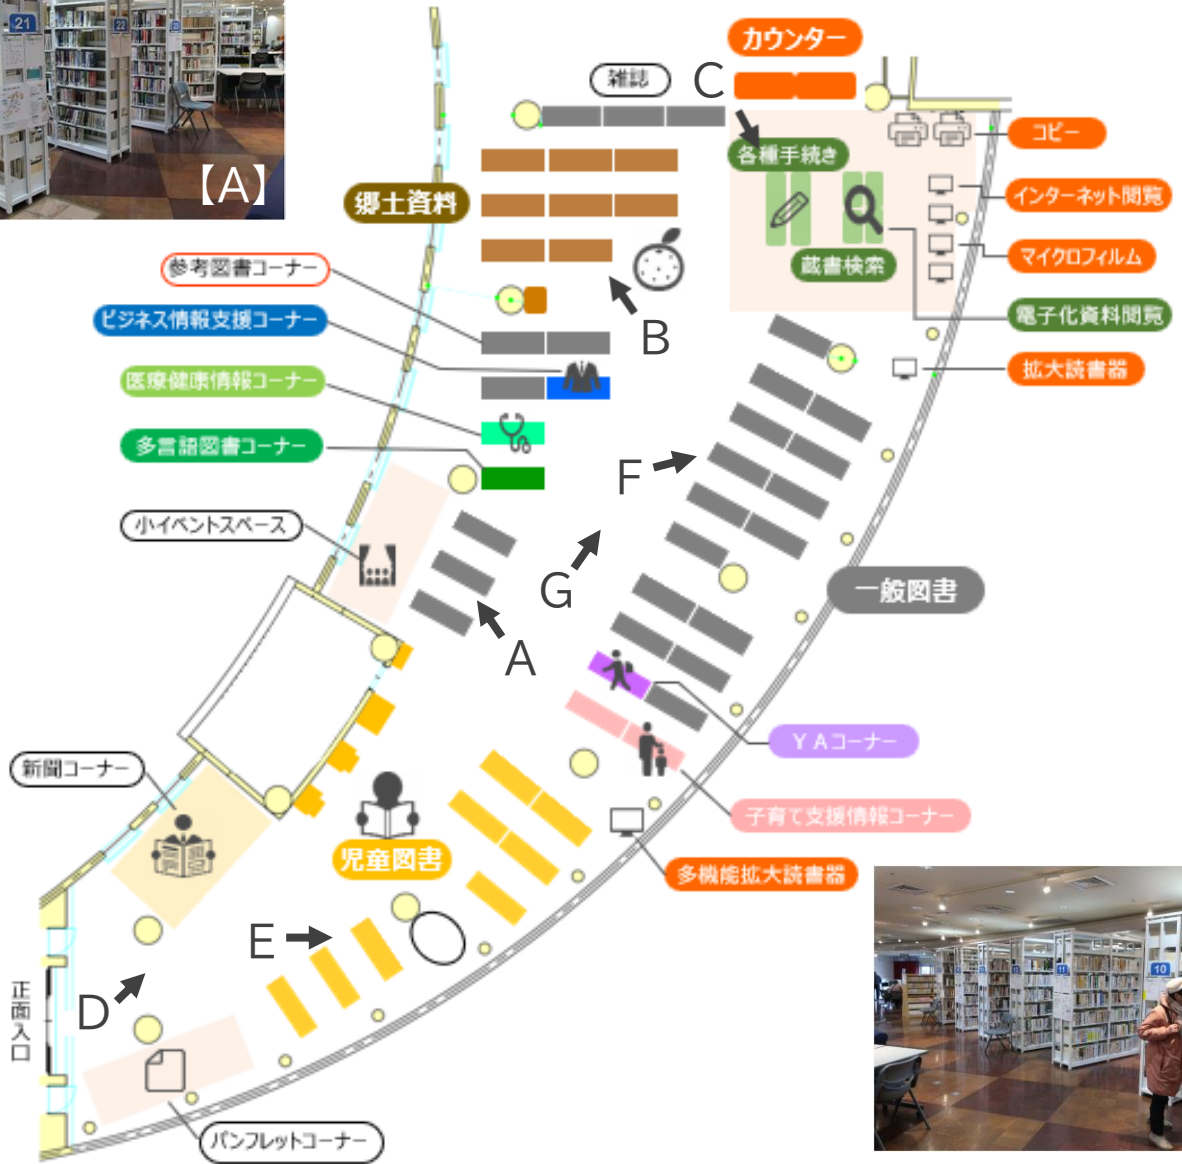 21
22
【A】
カウンター
雑誌
C
各種手続き
コピー
郷土資料
インターネット閲覧
マイクロフィルム
蔵書検索
参考図書コーナー
ビジネス情報支援コーナー
B
電子化資料閲覧
医療健康情報コーナー
拡大読書器
多言語図書コーナー
F
小イベントスペース
G
一般図書
A
YAコーナー
新聞コーナー
子育て支援情報コーナー
児童図書
多機能拡大読書器
E
D
正面入口
パンフレットコーナー
11
10